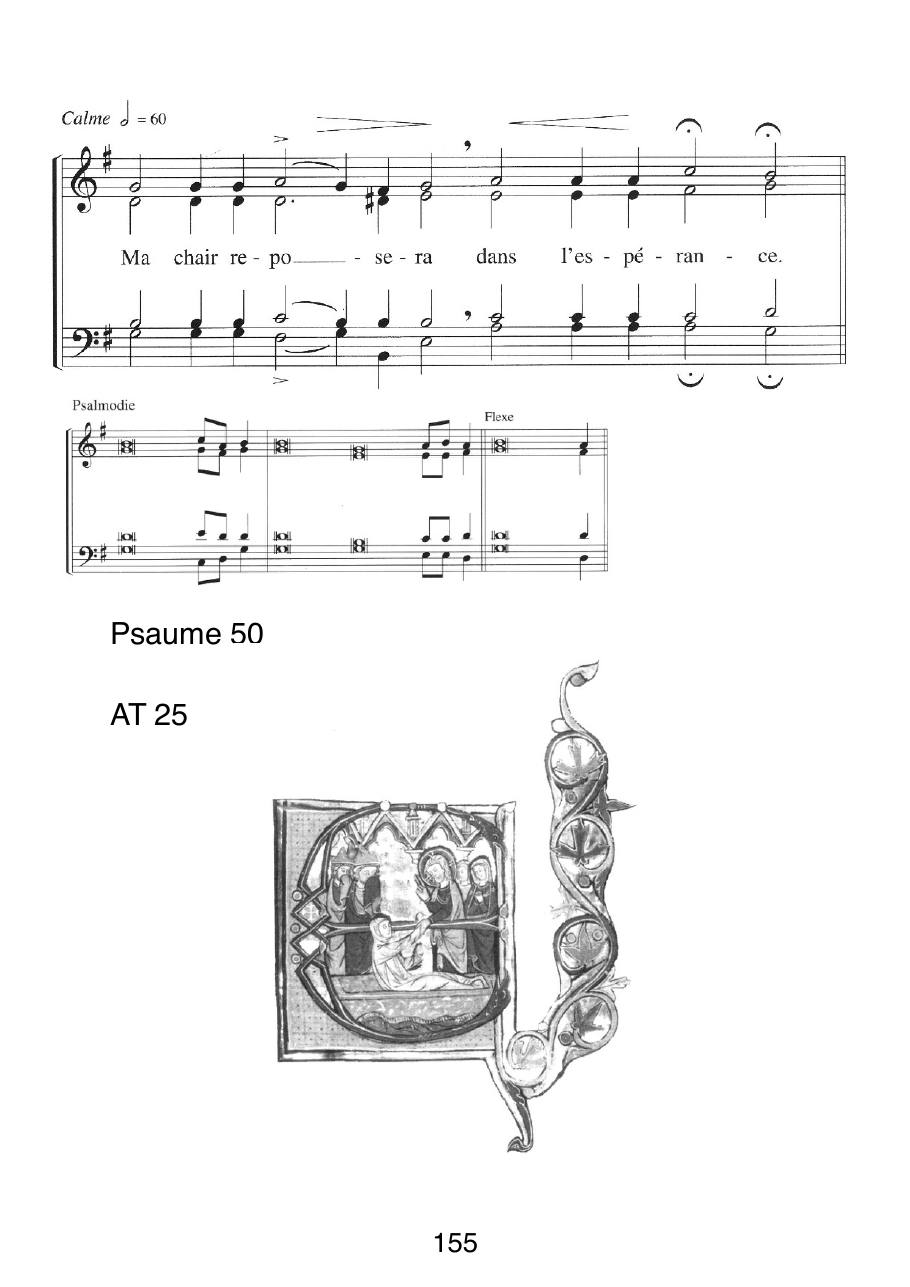 Calme 𝅗𝅥 = 60
Ma chair re - po - se - ra dans l'es - pé - ran - ce.
Psalmodie
Flexe
Psaume 50
AT 25
155